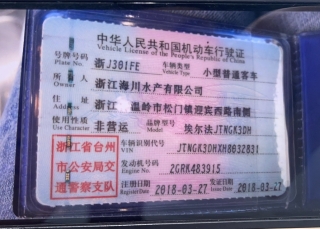 中华人民共和国机动车行驶证
Vehicle License of the People's Republic of China
号牌号码 Plate No. 浙J301FE 车辆类型 Vehicle Type 小型普通客车
所有人 Owner 浙江海川水产有限公司
住址 Address 浙江 温岭市松门镇迎宾西路南侧
使用性质 Use Character 非营运 品牌型号 Model 埃尔法JTNGK3DH
浙江省台州
市公安局交
通警察支队
车辆识别代号 VIN JTNGK3DHXH8032831
发动机号码 Engine No. 2GRK483915
注册日期 Register Date 2018-03-27 发证日期 Issue Date 2018-03-27